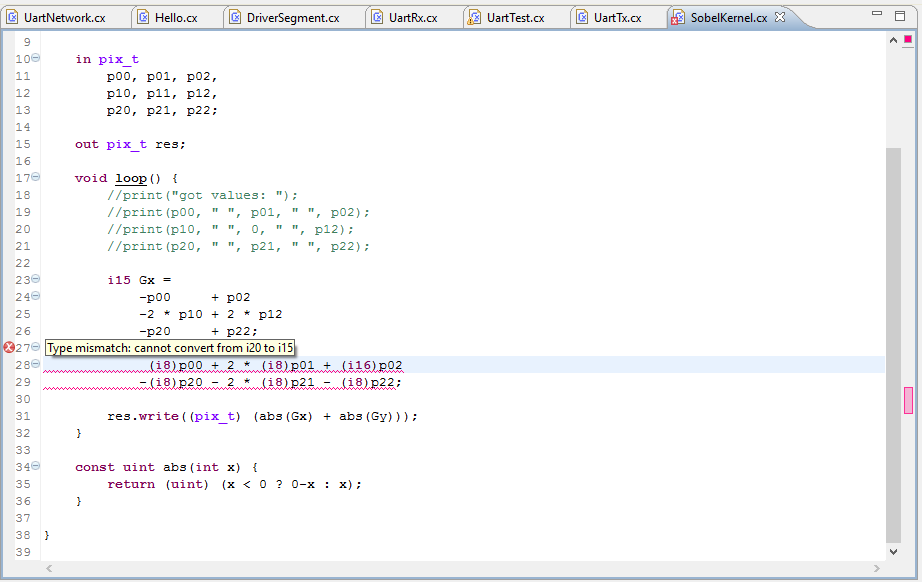 UartNetwork.cx Hello.cx DriverSegment.cx UartRx.cx UartTest.cx UartTx.cx SobelKernel.cx
9
10 in pix_t
11 p00, p01, p02,
12 p10, p11, p12,
13 p20, p21, p22;
14
15 out pix_t res;
16
17 void loop() {
18 //print("got values: ");
19 //print(p00, " ", p01, " ", p02);
20 //print(p10, " ", 0, " ", p12);
21 //print(p20, " ", p21, " ", p22);
22
23 i15 Gx =
24 -p00 + p02
25 -2 * p10 + 2 * p12
26 -p20 + p22;
27 Type mismatch: cannot convert from i20 to i15
28 (i8)p00 + 2 * (i8)p01 + (i16)p02
29 -(i8)p20 - 2 * (i8)p21 - (i8)p22;
30
31 res.write((pix_t) (abs(Gx) + abs(Gy)));
32 }
33
34 const uint abs(int x) {
35 return (uint) (x < 0 ? 0-x : x);
36 }
37
38 }
39